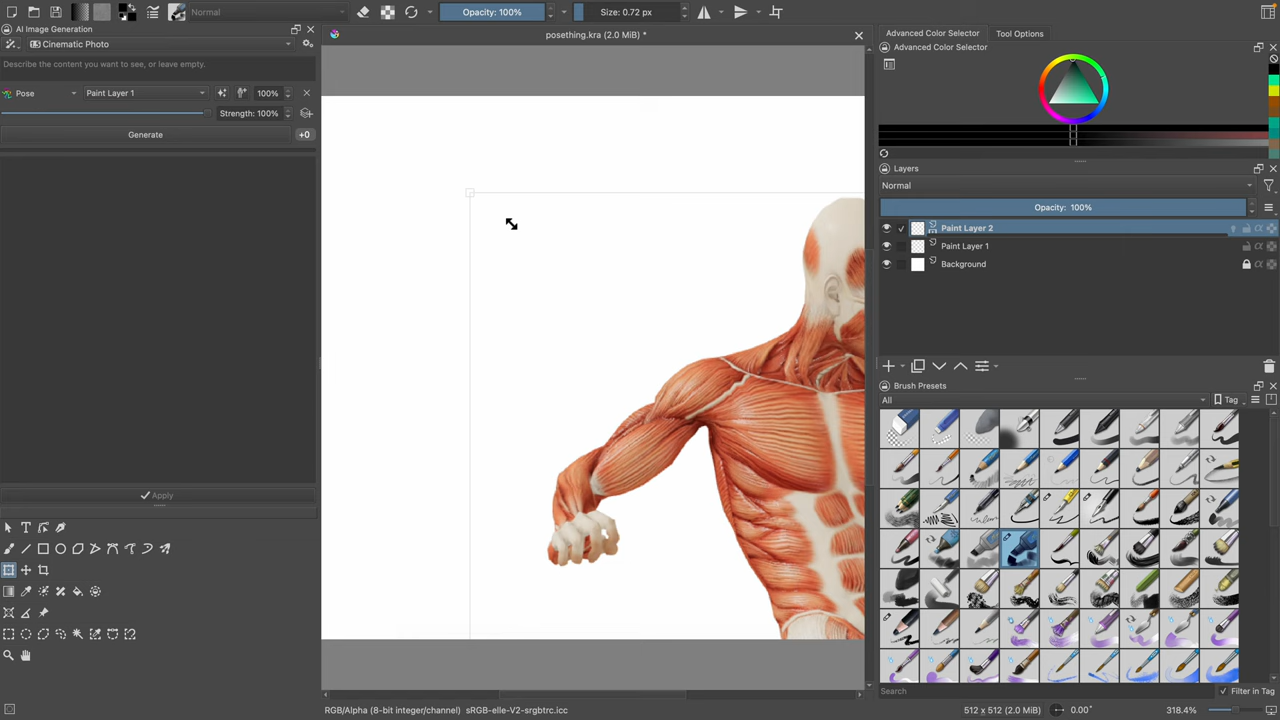 Normal
Opacity: 100%
Size: 0.72 px
AI Image Generation
Cinematic Photo
Describe the content you want to see, or leave empty.
Pose
Paint Layer 1
100%
Strength: 100%
Generate
+0
Apply
posething.kra (2.0 MiB) *
RGB/Alpha (8-bit integer/channel) sRGB-elle-V2-srgbtrc.icc
Advanced Color Selector
Tool Options
Advanced Color Selector
Layers
Normal
Opacity: 100%
Paint Layer 2
Paint Layer 1
Background
Brush Presets
All
Tag
Search
Filter in Tag
512 x 512 (2.0 MiB)
0.00°
318.4%